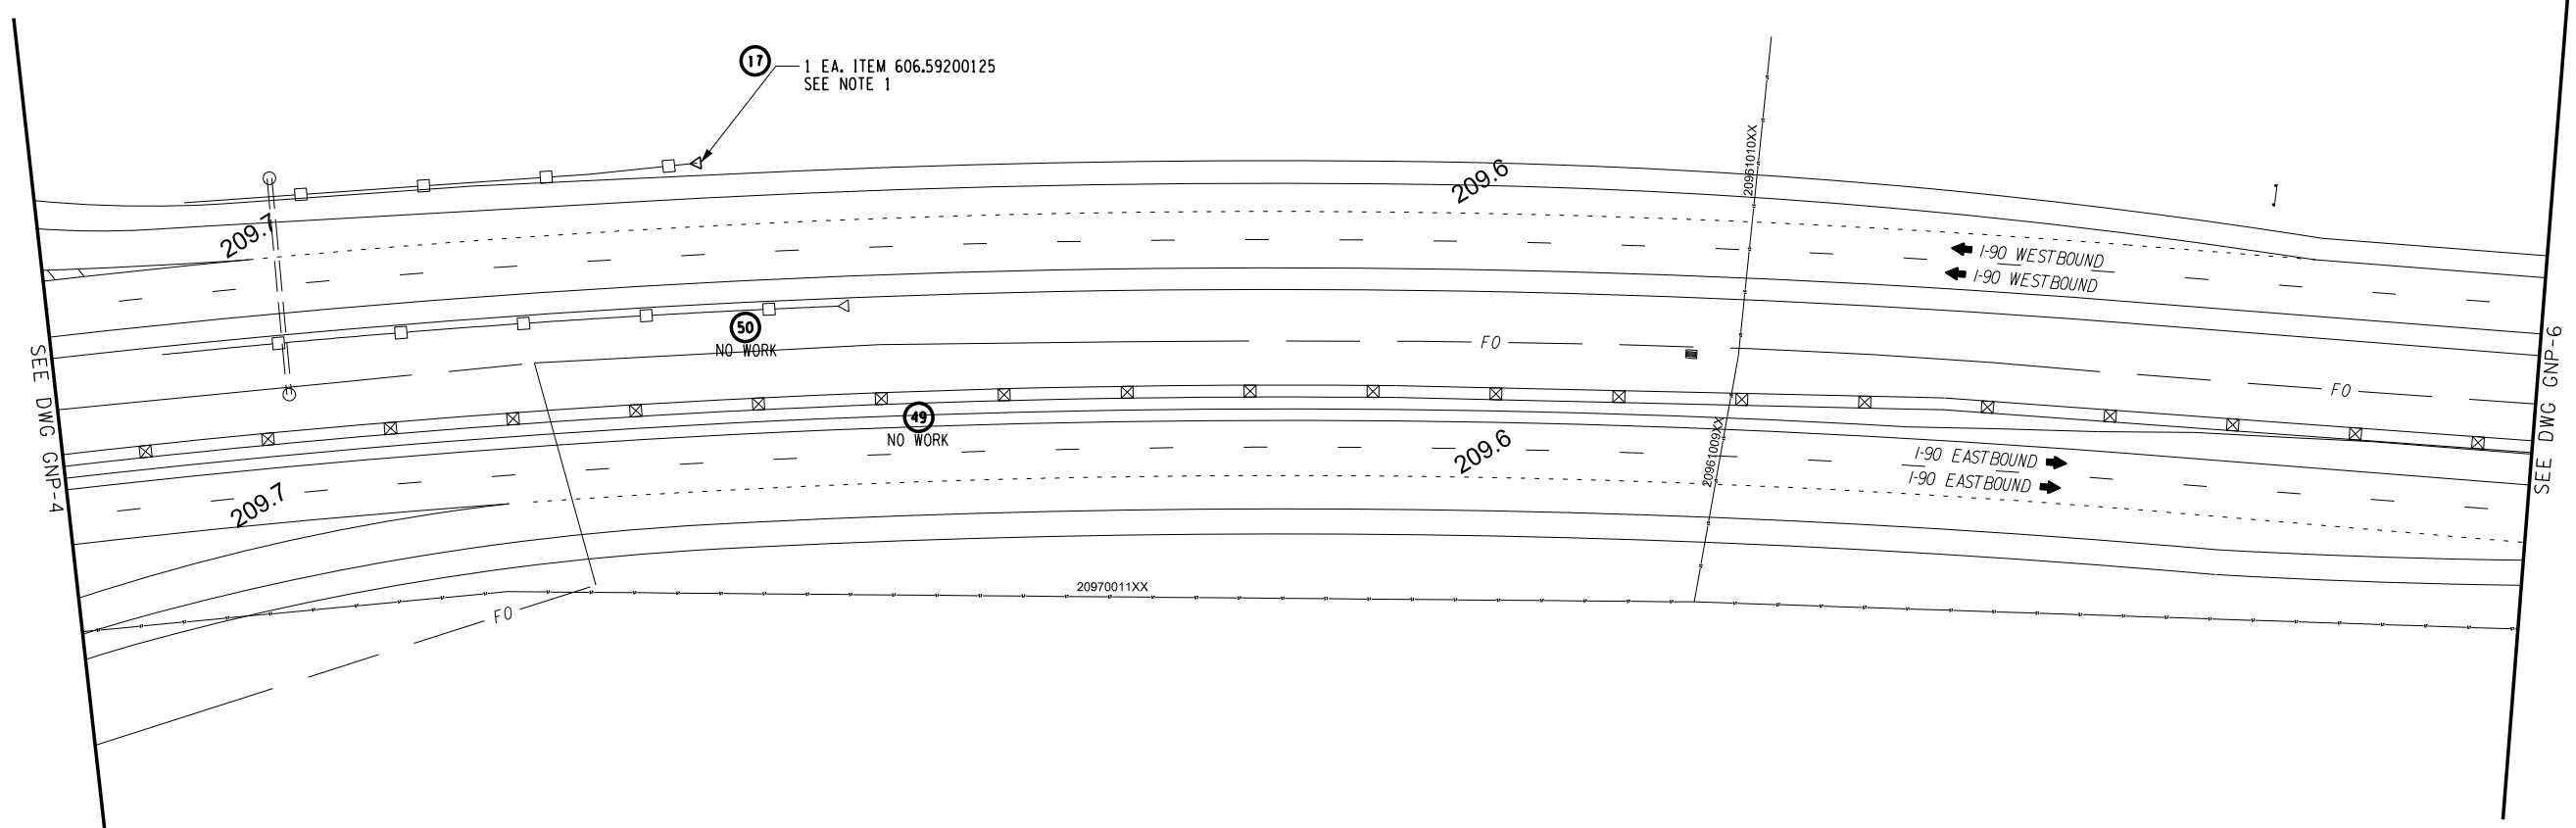 17
1 EA. ITEM 606.59200125
SEE NOTE 1
209.6
20961010XX
209.7
I-90 WESTBOUND
I-90 WESTBOUND
50
NO WORK
FO
FO
SEE DWG GNP-4
SEE DWG GNP-6
49
NO WORK
209.6
20961009XX
I-90 EASTBOUND
I-90 EASTBOUND
209.7
20970011XX
FO